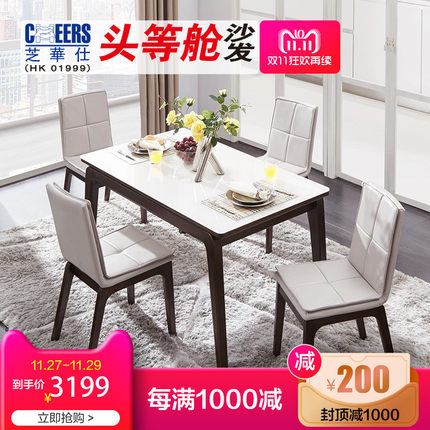 CHEERS
芝華仕
(HK 01999)
头等舱沙发
11.11
双11狂欢再续
11.27-11.29
到手价¥3199
立即抢购>
每满1000减
减
¥200
封顶减1000